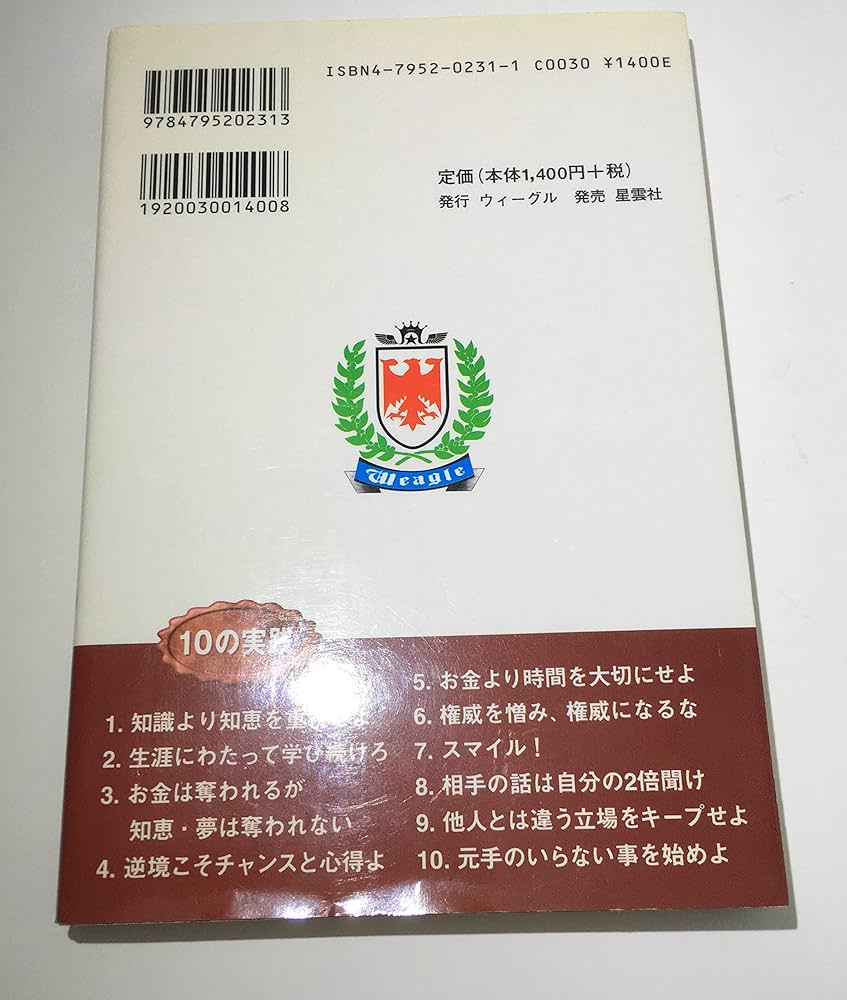 ISBN4-7952-0231-1 C0030 ¥1400E
9784795202313
1920030014008
定価(本体1,400円+税)
発行 ウィーグル 発売 星雲社
Weagle
10の実践
1. 知識より知恵を重
2. 生涯にわたって学び続けろ
3. お金は奪われるが
知恵・夢は奪われない
4. 逆境こそチャンスと心得よ
5. お金より時間を大切にせよ
6. 権威を憎み、権威になるな
7. スマイル!
8. 相手の話は自分の2倍聞け
9. 他人とは違う立場をキープせよ
10. 元手のいらない事を始めよ